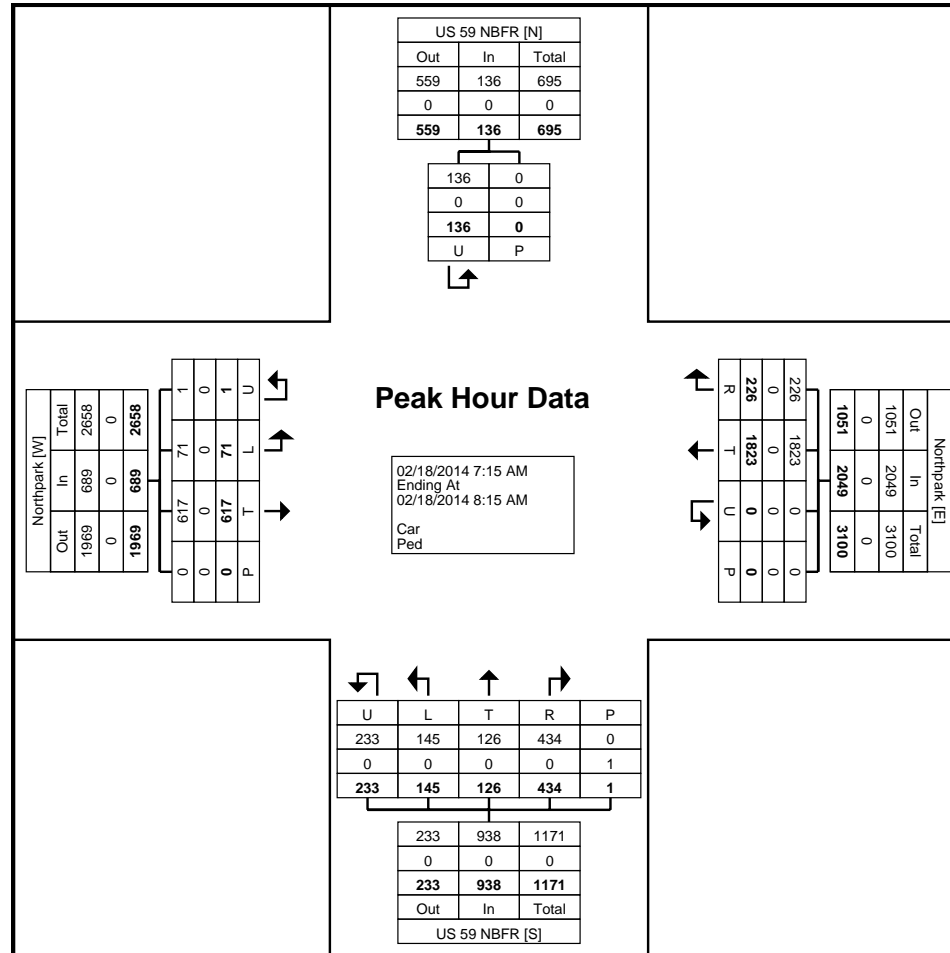 US 59 NBFR [N]
Out In Total
559 136 695
0 0 0
559 136 695
136 0
0 0
136 0
U P
Northpark [W]
Total In Out
2658 689 1969
0 0 0
2658 689 1969
1 71 617 0
0 0 0 0
1 71 617 0
U L T P
Peak Hour Data
02/18/2014 7:15 AM
Ending At
02/18/2014 8:15 AM
Car
Ped
R T U P
226 1823 0 0
0 0 0 0
226 1823 0 0
1051 2049 3100
0 0 0
1051 2049 3100
Out In Total
Northpark [E]
U L T R P
233 145 126 434 0
0 0 0 0 1
233 145 126 434 1
233 938 1171
0 0 0
233 938 1171
Out In Total
US 59 NBFR [S]